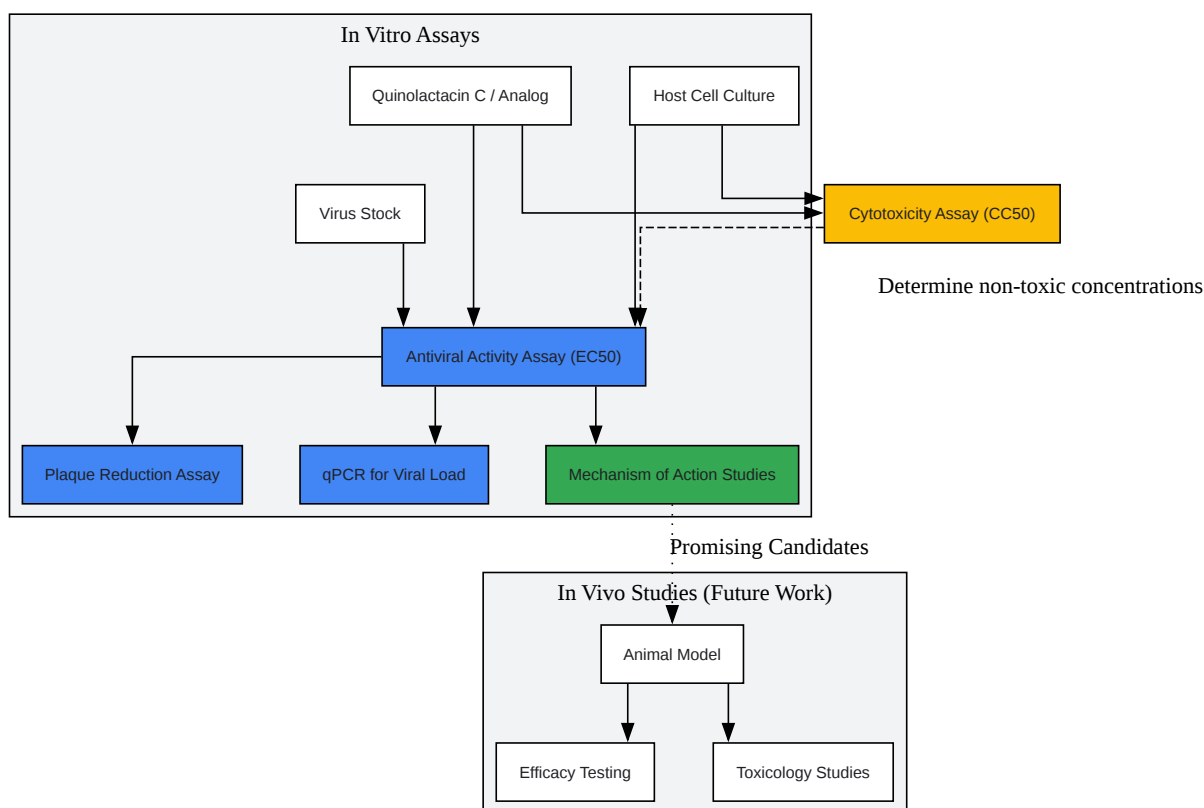 In Vitro Assays
Quinolactacin C / Analog
Host Cell Culture
Virus Stock
Cytotoxicity Assay (CC50)
Determine non-toxic concentrations
Antiviral Activity Assay (EC50)
Plaque Reduction Assay
qPCR for Viral Load
Mechanism of Action Studies
Promising Candidates
In Vivo Studies (Future Work)
Animal Model
Efficacy Testing
Toxicology Studies